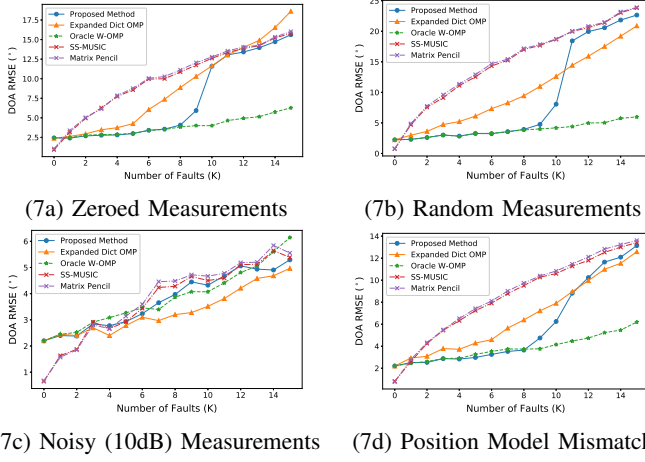 DOA RMSE (°)
17.5
15.0
12.5
10.0
7.5
5.0
2.5
Proposed Method
Expanded Dict OMP
Oracle W-OMP
SS-MUSIC
Matrix Pencil
0 2 4 6 8 10 12 14
Number of Faults (K)
(7a) Zeroed Measurements
DOA RMSE (°)
25
20
15
10
5
0
Proposed Method
Expanded Dict OMP
Oracle W-OMP
SS-MUSIC
Matrix Pencil
0 2 4 6 8 10 12 14
Number of Faults (K)
(7b) Random Measurements
DOA RMSE (°)
6
5
4
3
2
1
Proposed Method
Expanded Dict OMP
Oracle W-OMP
SS-MUSIC
Matrix Pencil
0 2 4 6 8 10 12 14
Number of Faults (K)
7c) Noisy (10dB) Measurements
DOA RMSE (°)
14
12
10
8
6
4
2
Proposed Method
Expanded Dict OMP
Oracle W-OMP
SS-MUSIC
Matrix Pencil
0 2 4 6 8 10 12 14
Number of Faults (K)
(7d) Position Model Mismatc